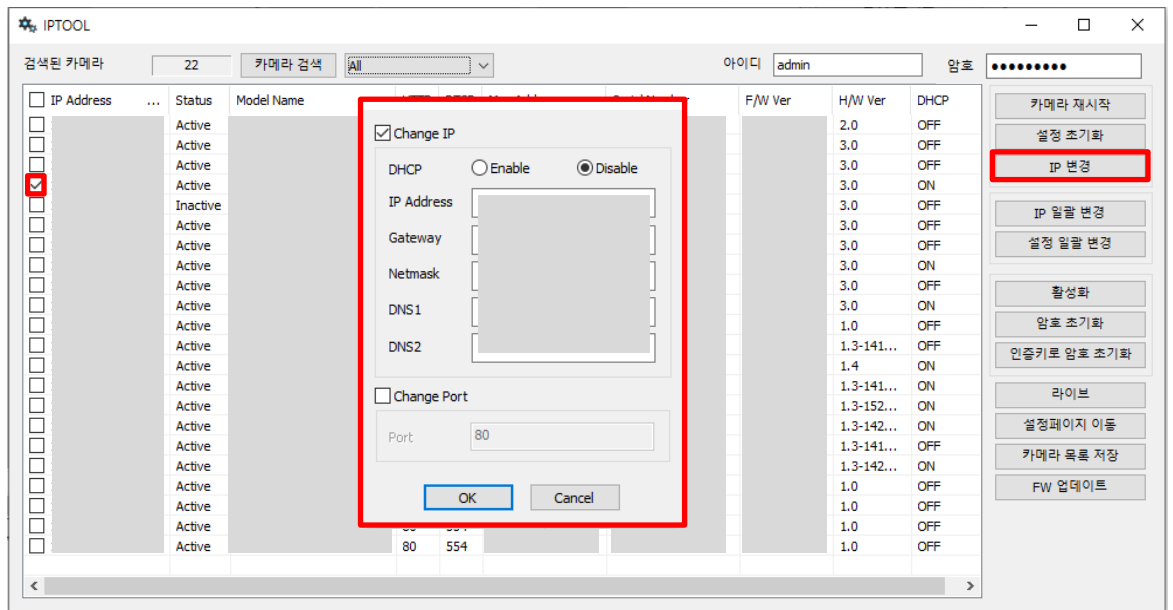 IPTOOL
검색된 카메라 22 카메라 검색 All 아이디 admin 암호 ●●●●●●●●●
IP Address ... Status Model Name F/W Ver H/W Ver DHCP
Active 2.0 OFF
Active 3.0 OFF
Active 3.0 OFF
Active 3.0 ON
Inactive 3.0 OFF
Active 3.0 OFF
Active 3.0 OFF
Active 3.0 ON
Active 3.0 OFF
Active 3.0 ON
Active 1.0 OFF
Active 1.3-141... OFF
Active 1.4 ON
Active 1.3-141... ON
Active 1.3-152... ON
Active 1.3-142... ON
Active 1.3-141... OFF
Active 1.3-142... ON
Active 1.0 OFF
Active 1.0 OFF
Active 1.0 OFF
Active 80 554 1.0 OFF
Change IP
DHCP Enable Disable
IP Address
Gateway
Netmask
DNS1
DNS2
Change Port
Port 80
OK Cancel
카메라 재시작
설정 초기화
IP 변경
IP 일괄 변경
설정 일괄 변경
활성화
암호 초기화
인증키로 암호 초기화
라이브
설정페이지 이동
카메라 목록 저장
FW 업데이트